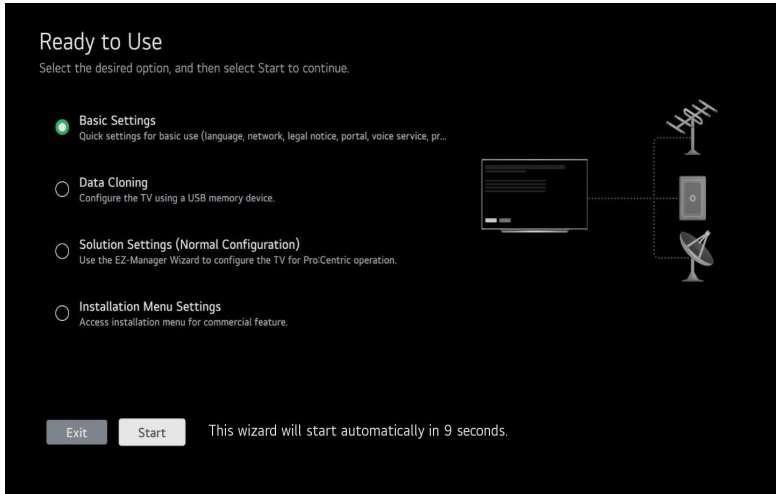 Ready to Use
Select the desired option, and then select Start to continue.
Basic Settings
Quick settings for basic use (language, network, legal notice, portal, voice service, pr...
Data Cloning
Configure the TV using a USB memory device.
Solution Settings (Normal Configuration)
Use the EZ-Manager Wizard to configure the TV for Pro:Centric operation.
Installation Menu Settings
Access installation menu for commercial feature.
Exit
Start
This wizard will start automatically in 9 seconds.